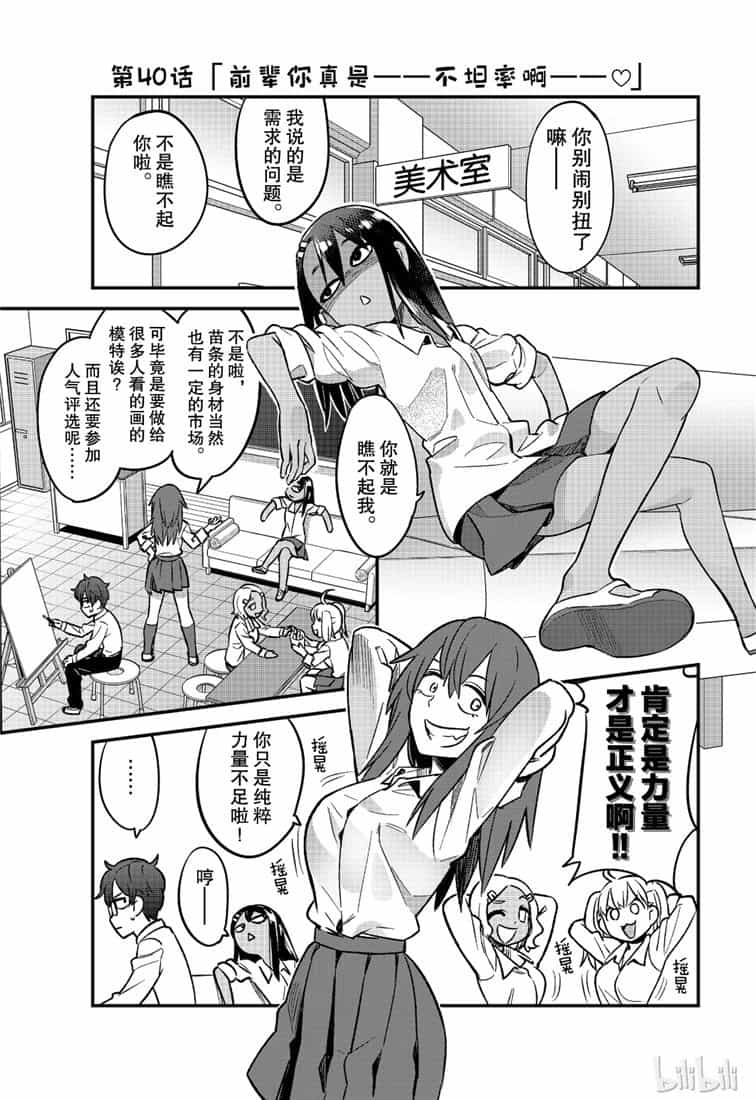 第40话「前辈你真是——不坦率啊——♡」
你别闹别扭了
嘛——
美术室
我说的是
需求的问题。
不是瞧不起
你啦。
你就是
瞧不起我。
不是啦，
苗条的身材当然
也有一定的市场。
可毕竟是要做给
很多人看的画的
模特诶？
而且还要参加
人气评选呢……
肯定是力量
才是正义啊!!
摇晃
你只是纯粹
力量不足啦！
摇晃
哼——
……
摇晃
摇晃
bilibili